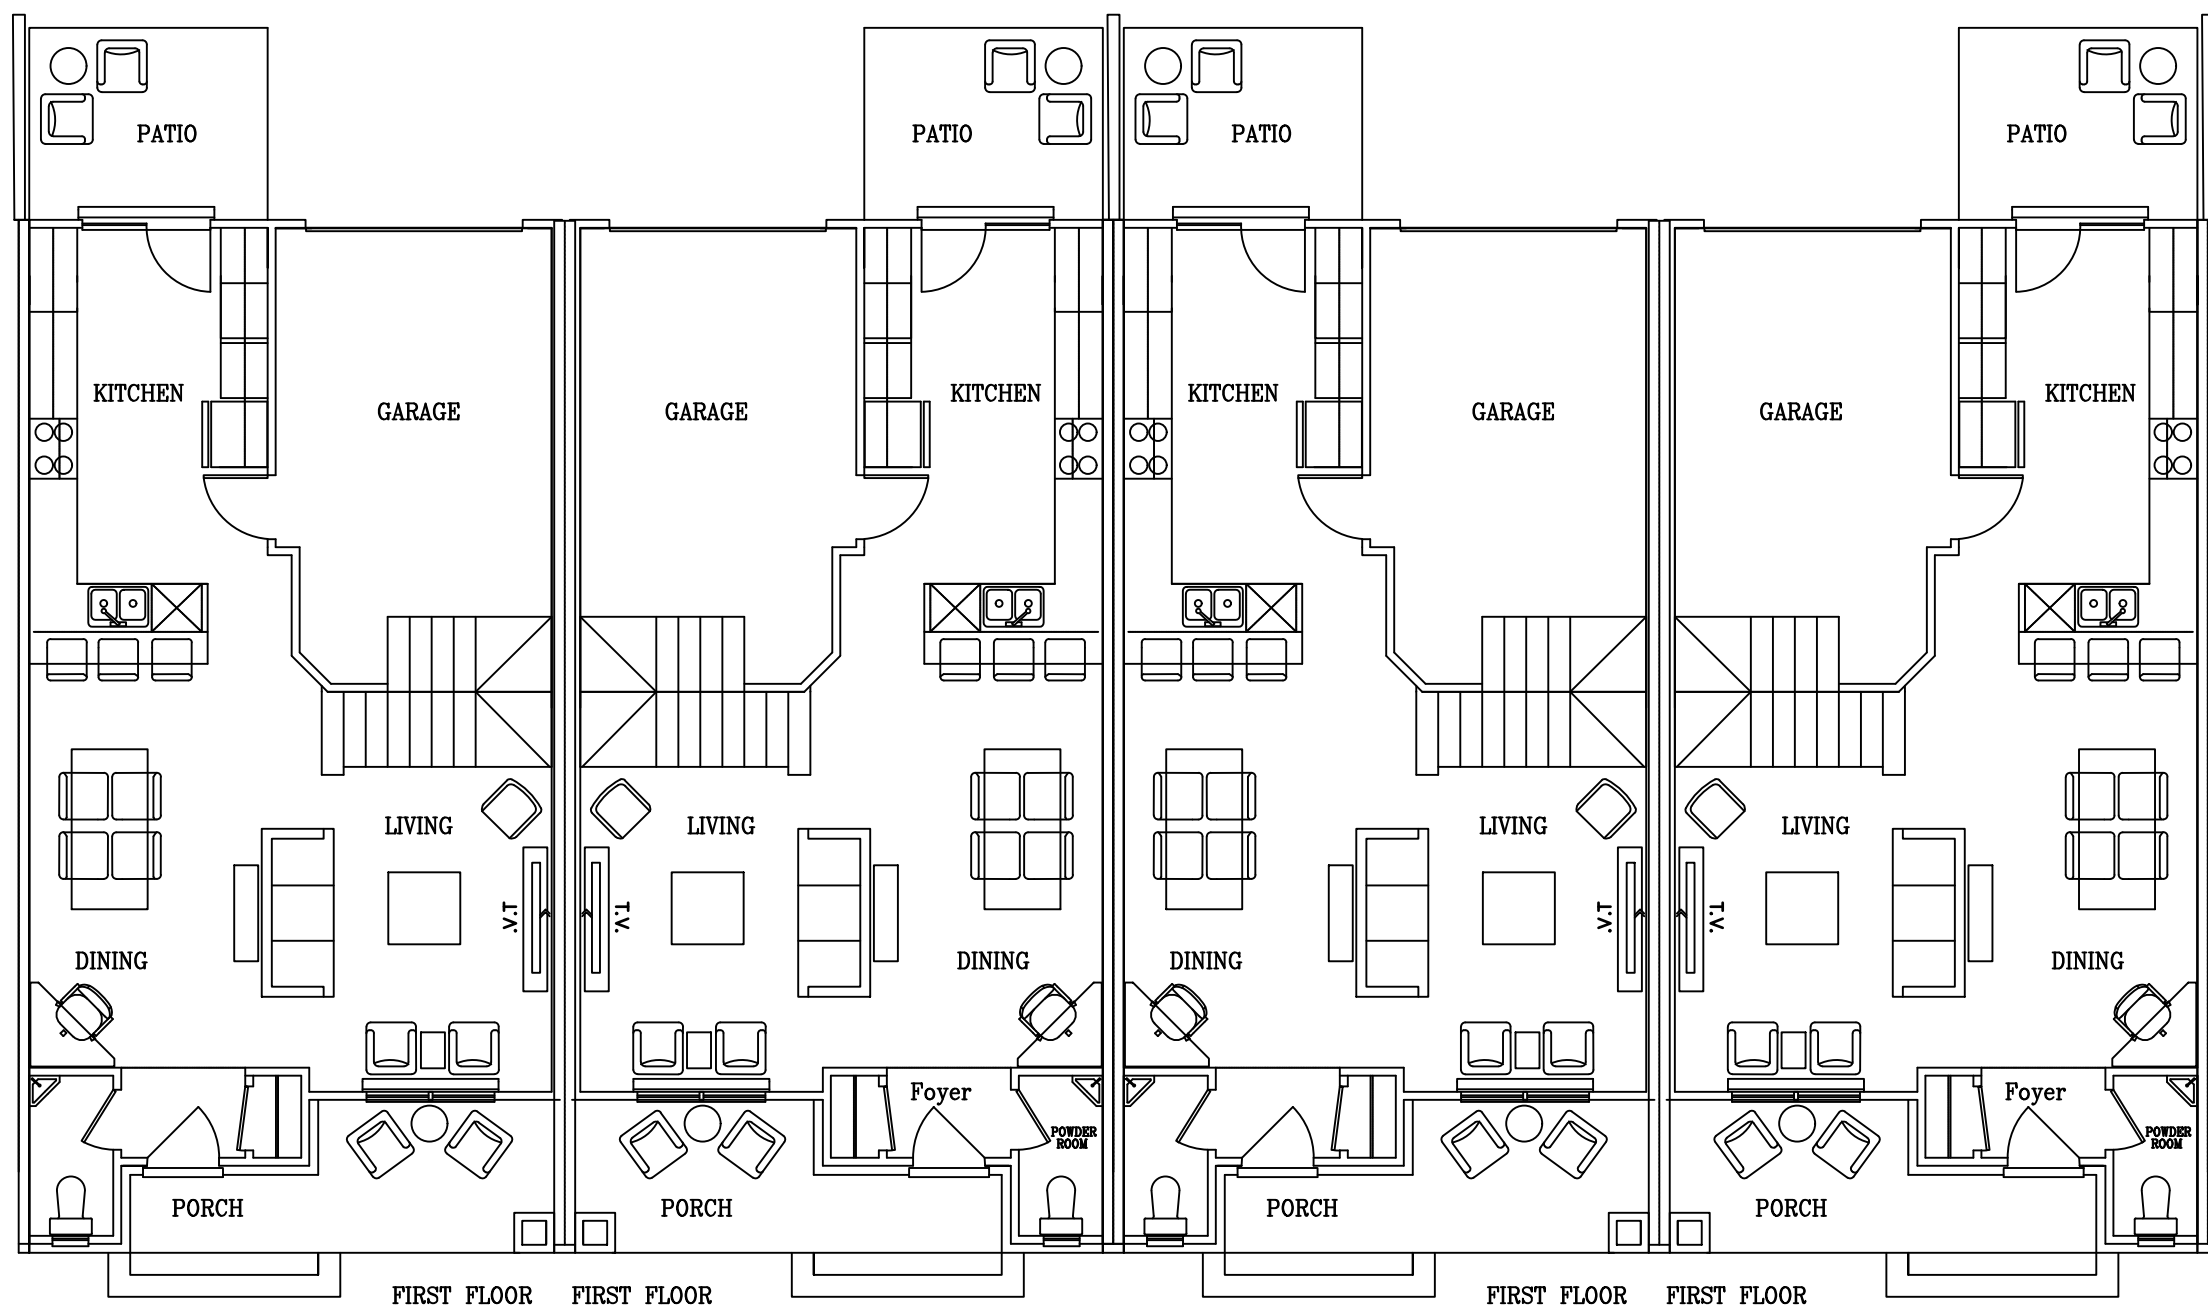 PATIO
PATIO
PATIO
PATIO
KITCHEN
GARAGE
GARAGE
KITCHEN
KITCHEN
GARAGE
GARAGE
KITCHEN
LIVING
LIVING
LIVING
LIVING
T.V.
T.V.
T.V.
T.V.
DINING
DINING
DINING
DINING
Foyer
Foyer
POWDER
ROOM
POWDER
ROOM
PORCH
PORCH
PORCH
PORCH
FIRST FLOOR
FIRST FLOOR
FIRST FLOOR
FIRST FLOOR